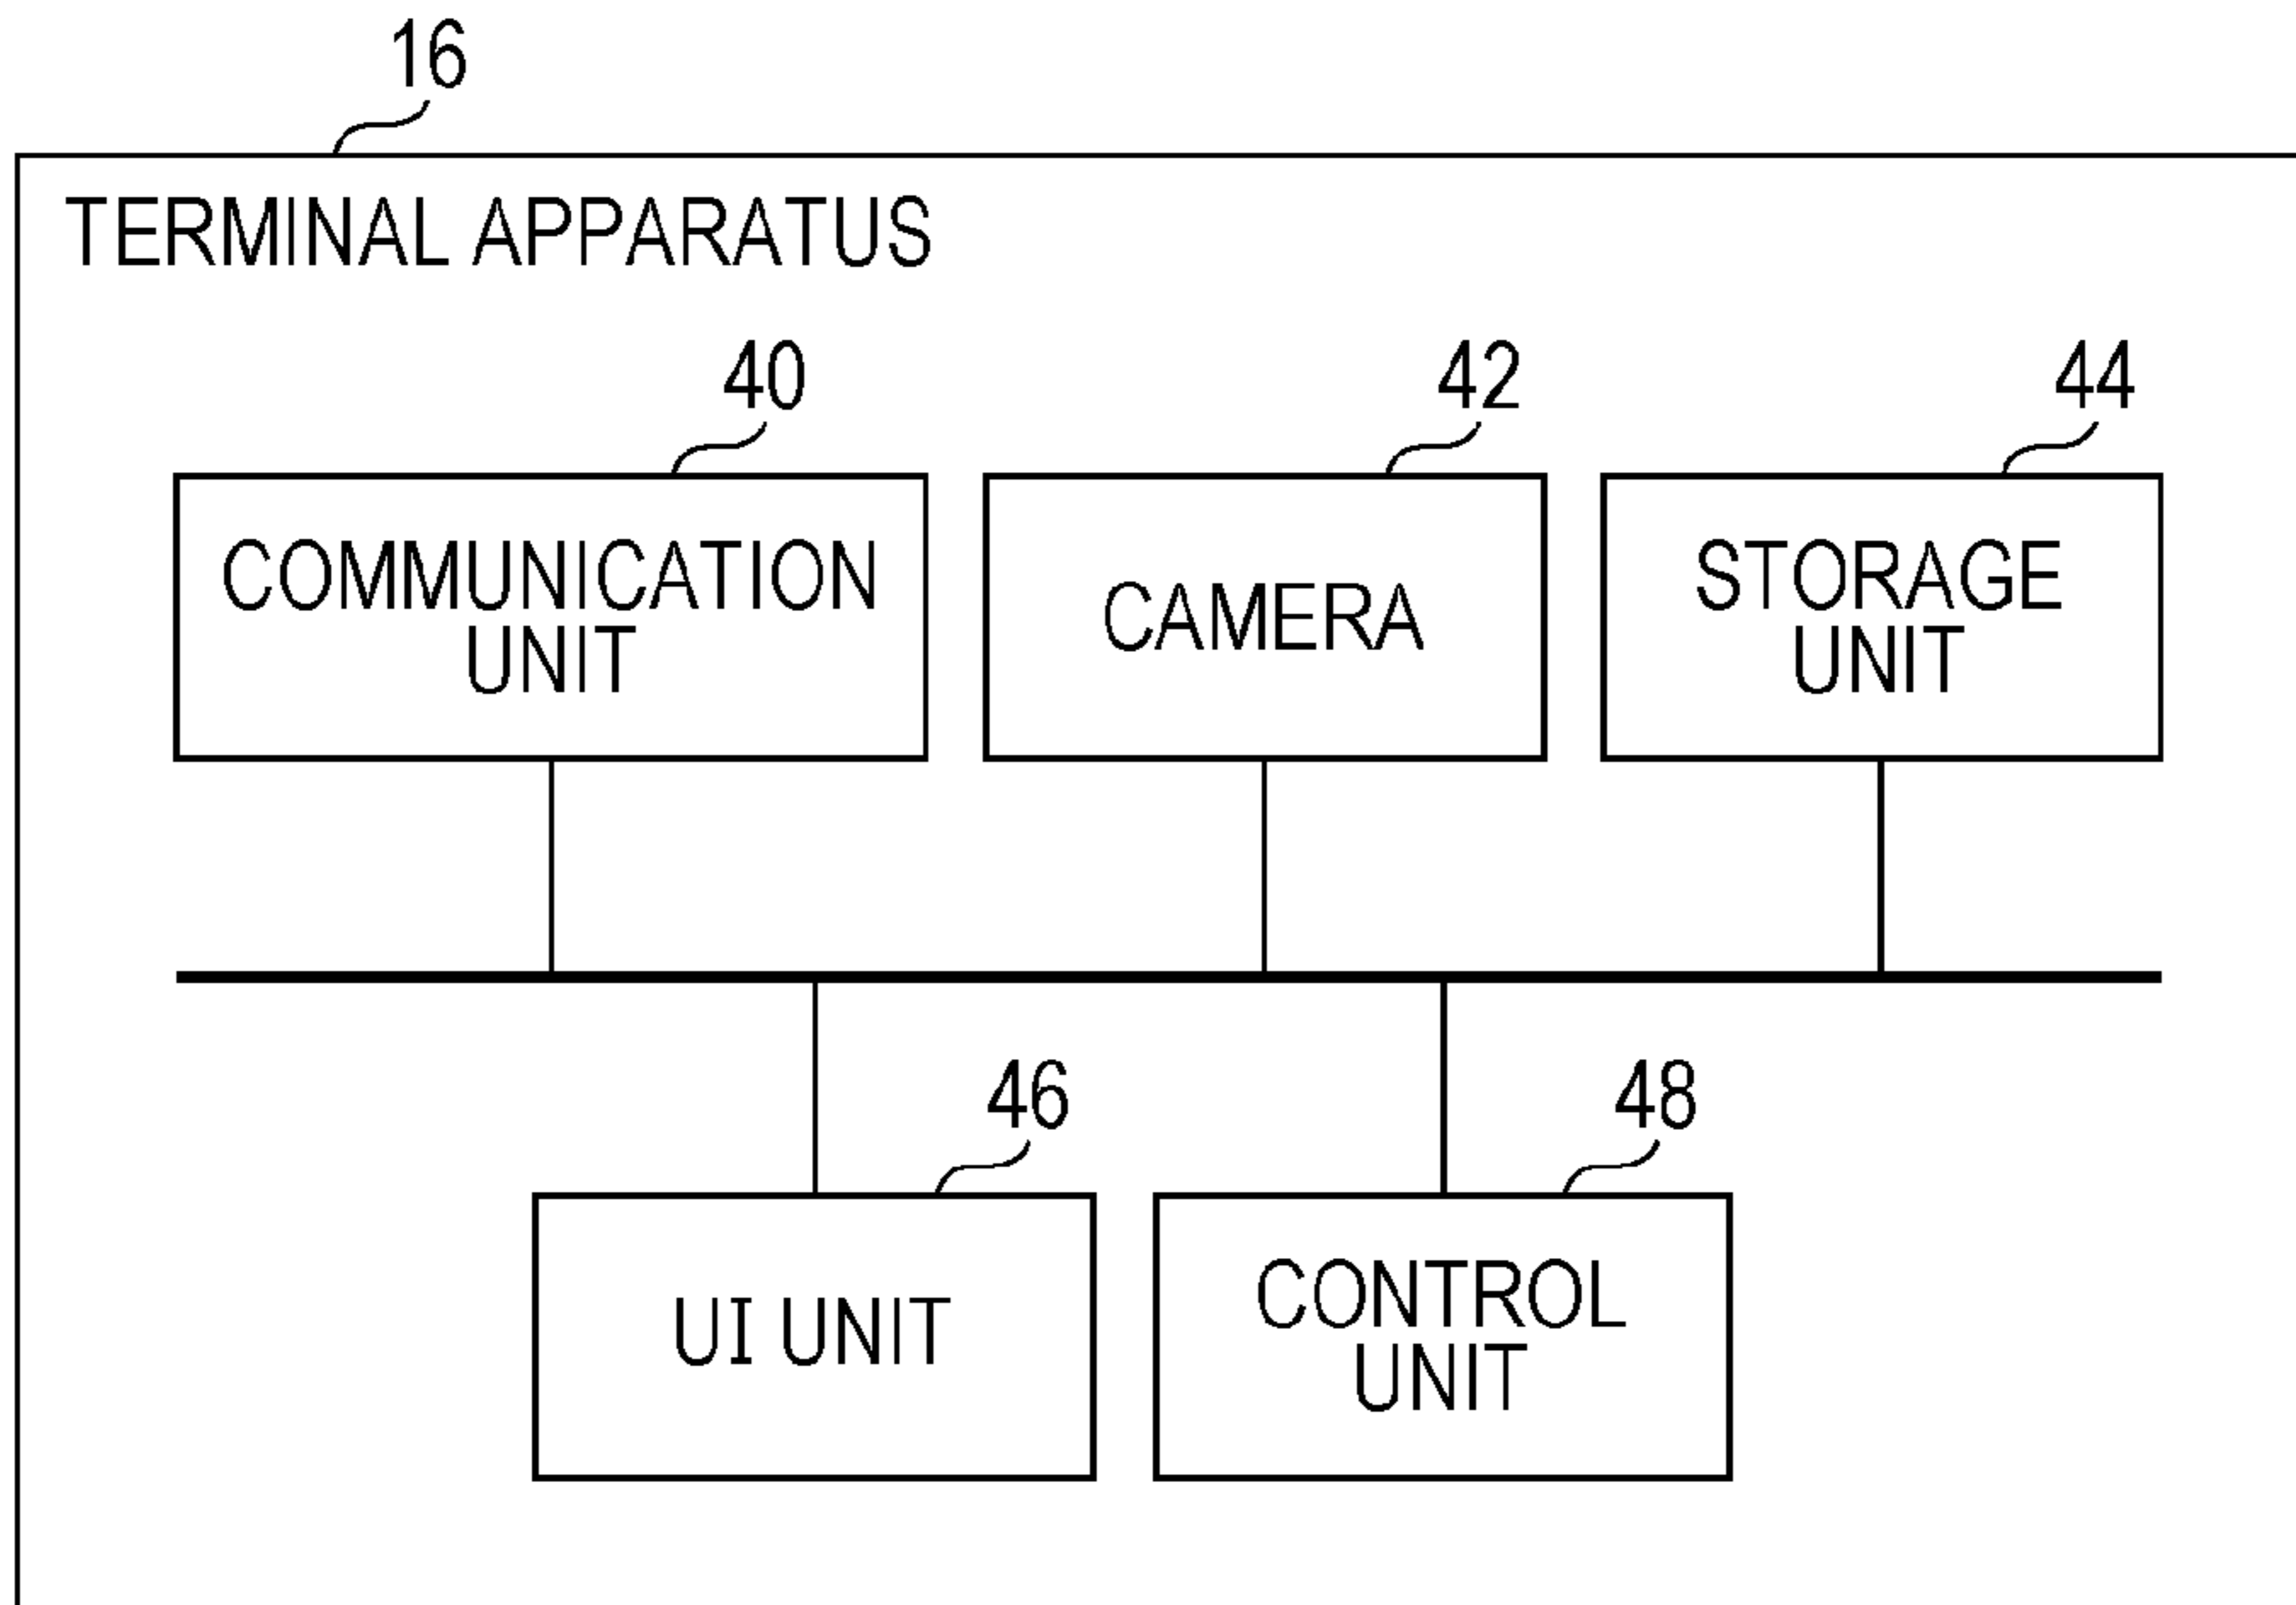 16
TERMINAL APPARATUS
40
42
44
COMMUNICATION
UNIT
CAMERA
STORAGE
UNIT
46
48
UI UNIT
CONTROL
UNIT